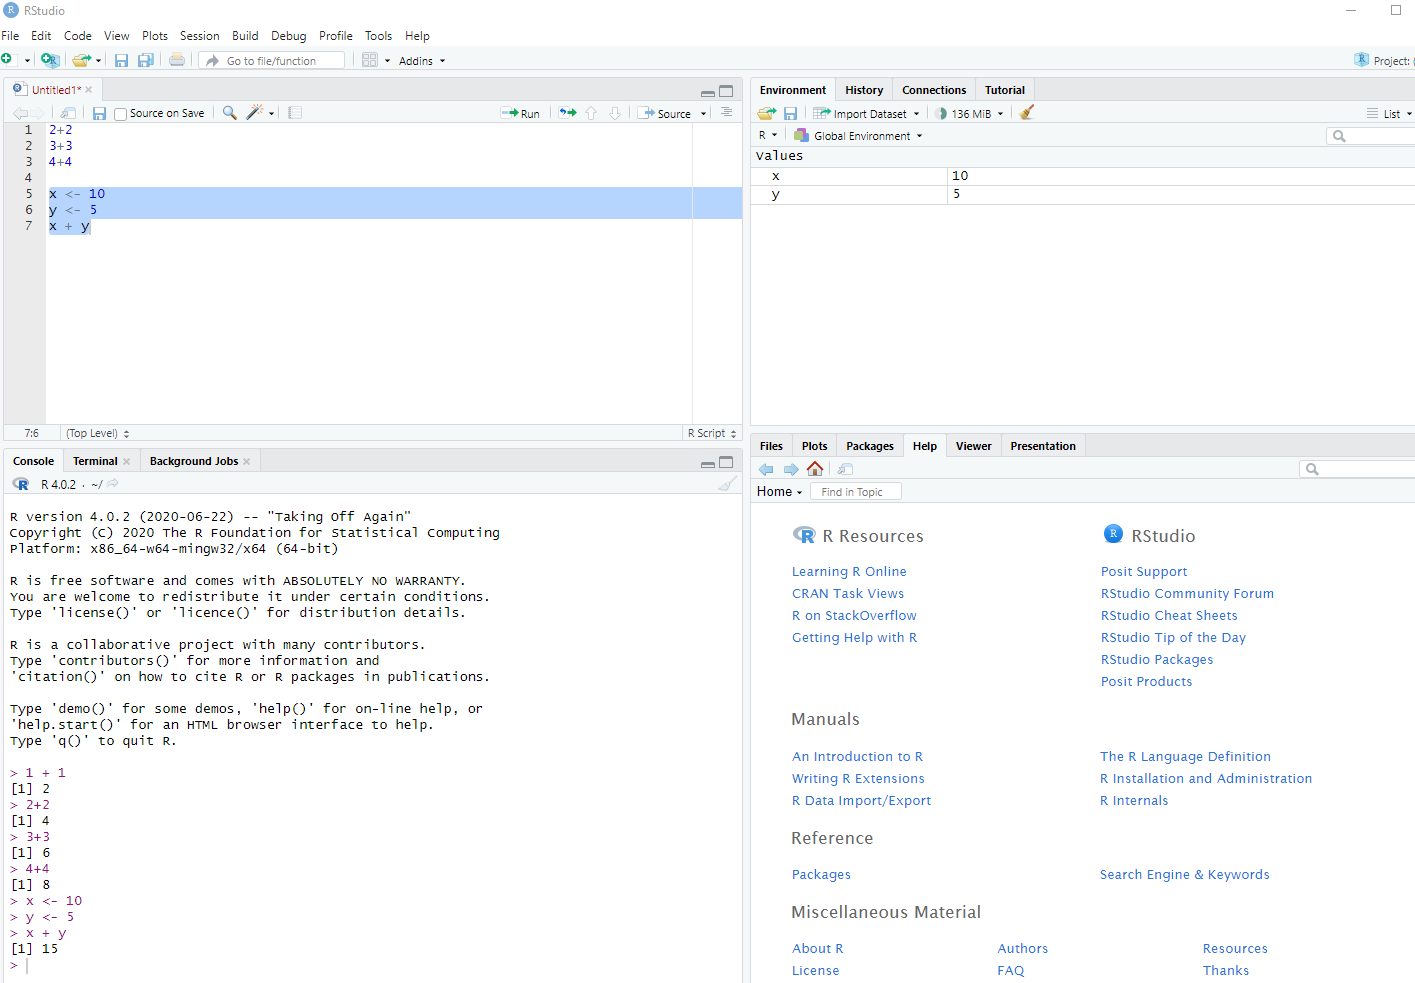 RStudio
File Edit Code View Plots Session Build Debug Profile Tools Help
Go to file/function Addins Project: (
Untitled1*
Source on Save Run Source
1 2+2
2 3+3
3 4+4
4
5 x <- 10
6 y <- 5
7 x + y
7:6 (Top Level) R Script
Console Terminal Background Jobs
R 4.0.2 · ~/
R version 4.0.2 (2020-06-22) -- "Taking Off Again"
Copyright (C) 2020 The R Foundation for Statistical Computing
Platform: x86_64-w64-mingw32/x64 (64-bit)
R is free software and comes with ABSOLUTELY NO WARRANTY.
You are welcome to redistribute it under certain conditions.
Type 'license()' or 'licence()' for distribution details.
R is a collaborative project with many contributors.
Type 'contributors()' for more information and
'citation()' on how to cite R or R packages in publications.
Type 'demo()' for some demos, 'help()' for on-line help, or
'help.start()' for an HTML browser interface to help.
Type 'q()' to quit R.
> 1 + 1
[1] 2
> 2+2
[1] 4
> 3+3
[1] 6
> 4+4
[1] 8
> x <- 10
> y <- 5
> x + y
[1] 15
>
Environment History Connections Tutorial
Import Dataset 136 MiB List
R Global Environment
Values
x 10
y 5
Files Plots Packages Help Viewer Presentation
Home Find in Topic
R Resources RStudio
Learning R Online Posit Support
CRAN Task Views RStudio Community Forum
R on StackOverflow RStudio Cheat Sheets
Getting Help with R RStudio Tip of the Day
RStudio Packages
Posit Products
Manuals
An Introduction to R The R Language Definition
Writing R Extensions R Installation and Administration
R Data Import/Export R Internals
Reference
Packages Search Engine & Keywords
Miscellaneous Material
About R Authors Resources
License FAQ Thanks